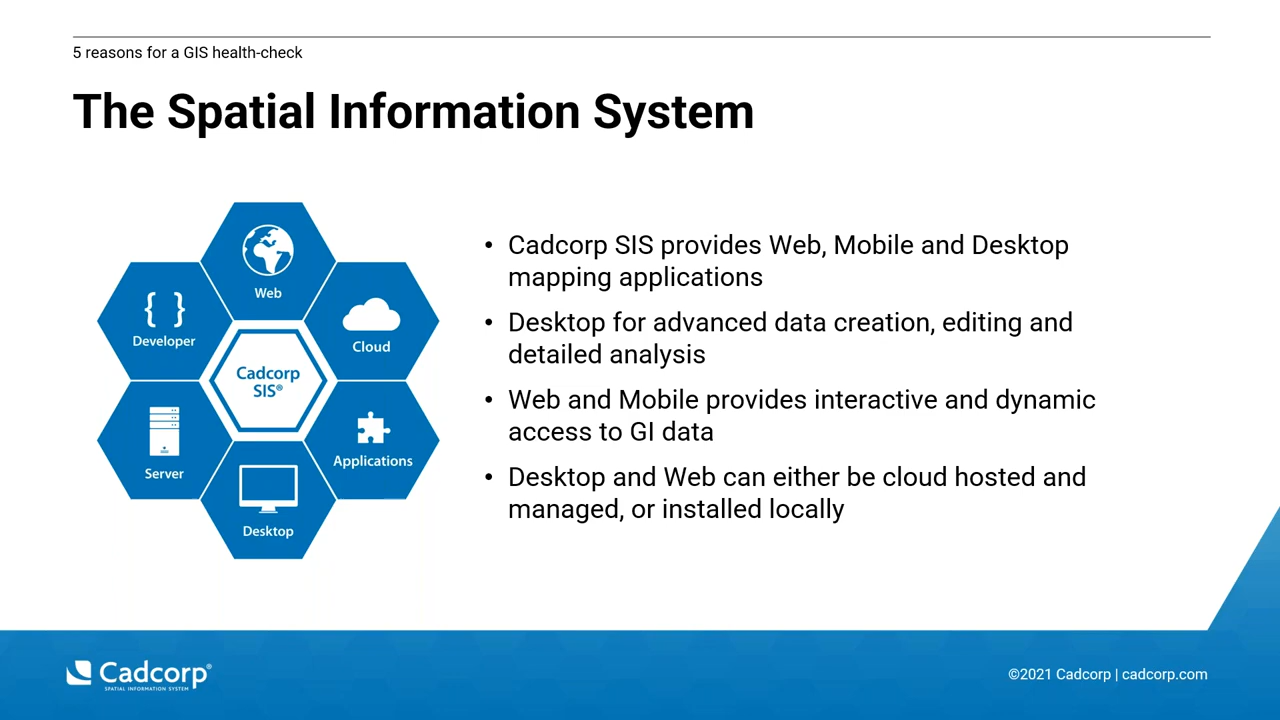 5 reasons for a GIS health-check
The Spatial Information System
Web
Developer
Cloud
Cadcorp
SIS®
Server
Applications
Desktop
• Cadcorp SIS provides Web, Mobile and Desktop
mapping applications
• Desktop for advanced data creation, editing and
detailed analysis
• Web and Mobile provides interactive and dynamic
access to GI data
• Desktop and Web can either be cloud hosted and
managed, or installed locally
Cadcorp®
SPATIAL INFORMATION SYSTEM
©2021 Cadcorp | cadcorp.com